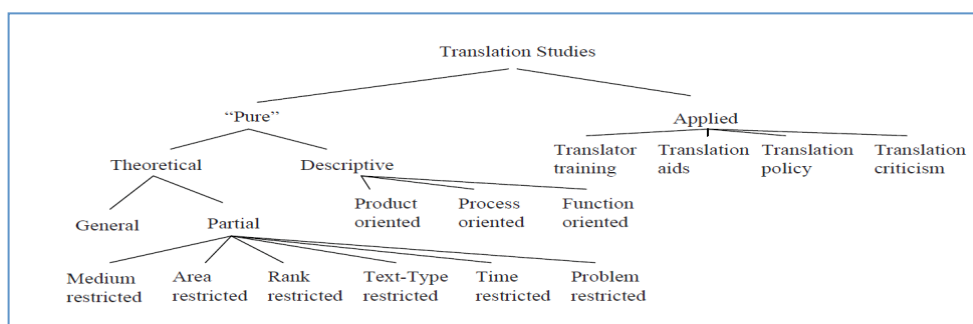 Translation Studies
“Pure”
Applied
Theoretical
Descriptive
Translator training
Translation aids
Translation policy
Translation criticism
General
Partial
Product oriented
Process oriented
Function oriented
Medium restricted
Area restricted
Rank restricted
Text-Type restricted
Time restricted
Problem restricted